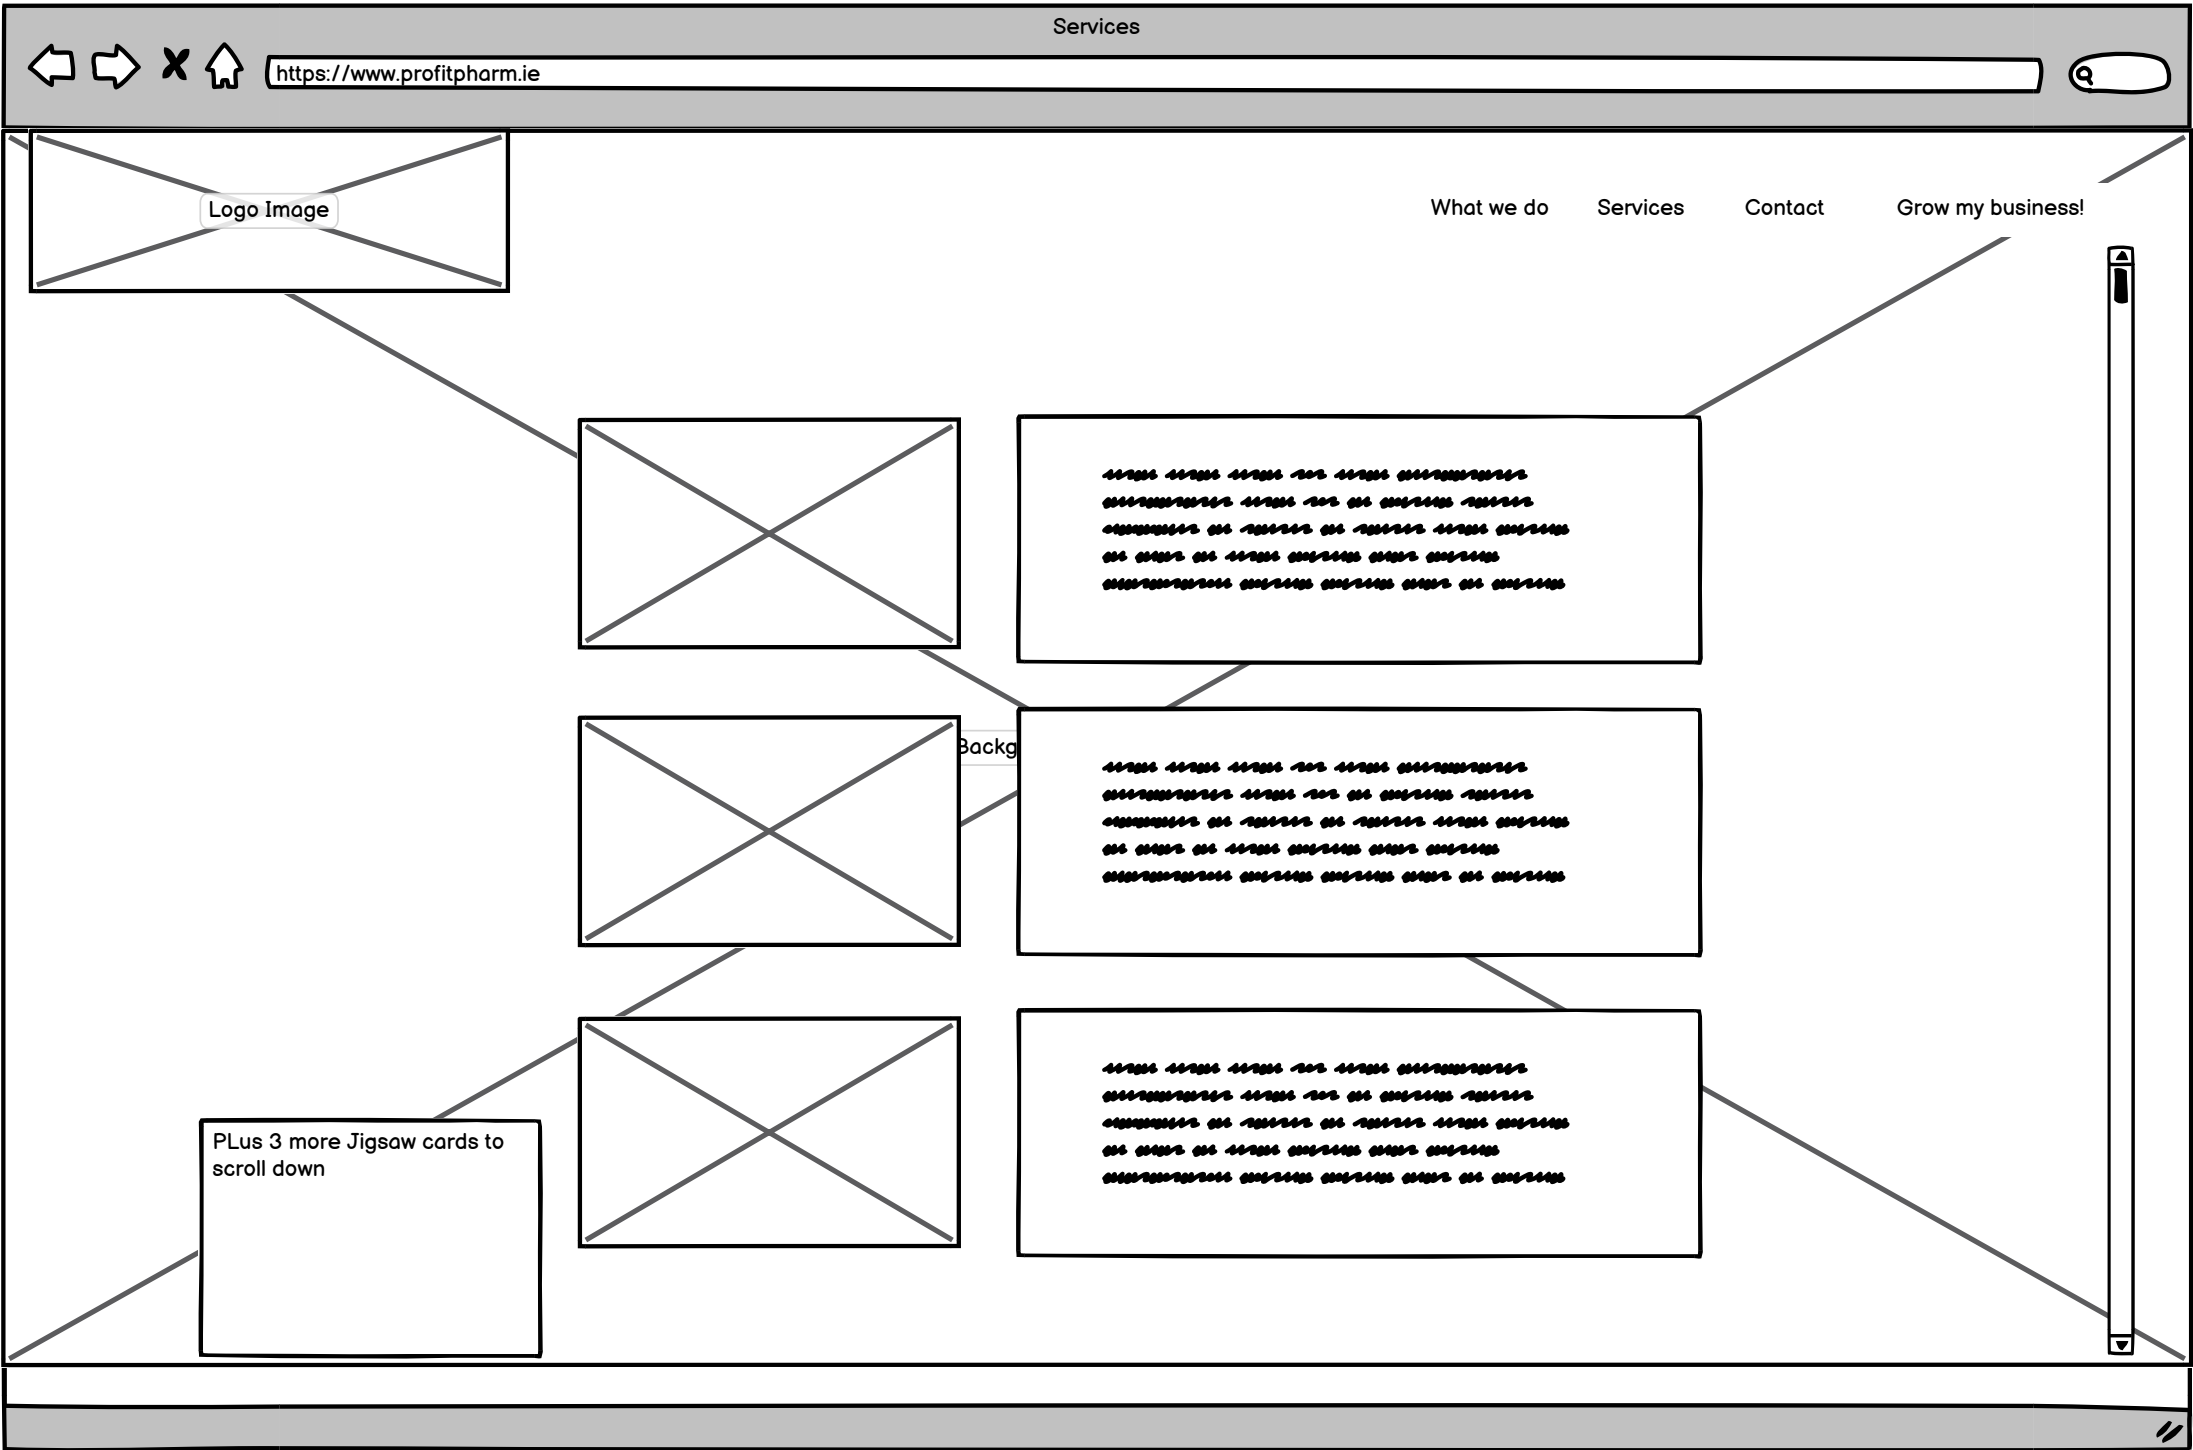 Services
https://www.profitpharm.ie
Logo Image
What we do Services Contact Grow my business!
Backg
PLus 3 more Jigsaw cards to
scroll down